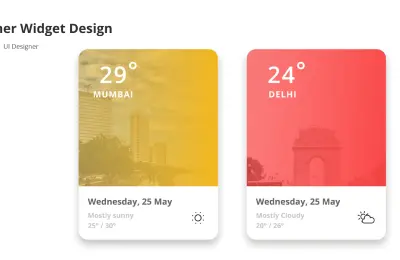 her Widget Design
UI Designer
29°
MUMBAI
Wednesday, 25 May
Mostly sunny
25° / 30°
24°
DELHI
Wednesday, 25 May
Mostly Cloudy
20° / 26°